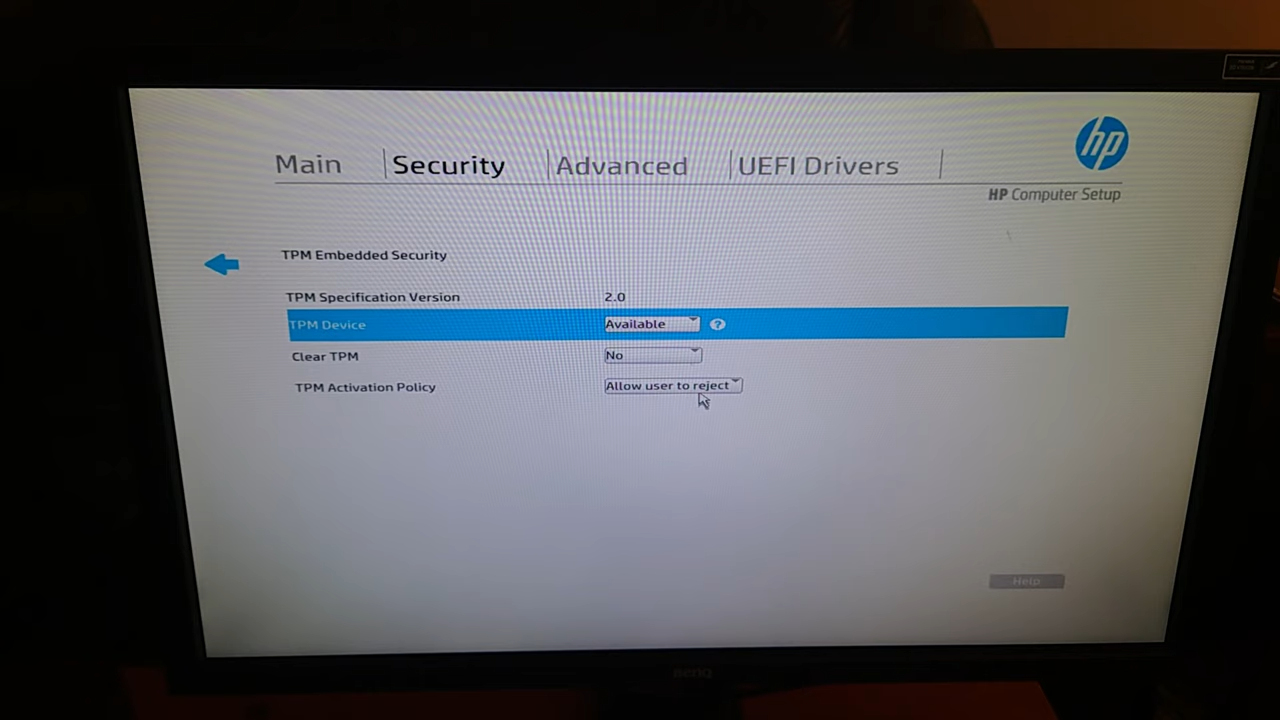 Main Security Advanced UEFI Drivers
hp
HP Computer Setup
TPM Embedded Security
TPM Specification Version 2.0
TPM Device Available ?
Clear TPM No
TPM Activation Policy Allow user to reject
Help
BenQ